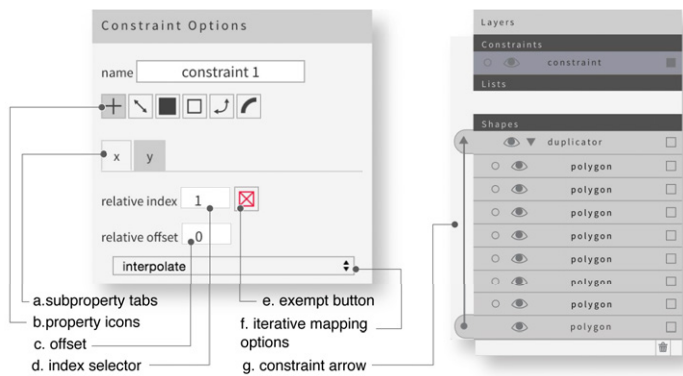 Constraint Options
name constraint 1
x y
relative index 1
relative offset 0
interpolate
a.subproperty tabs
b.property icons
c. offset
d. index selector
e. exempt button
f. iterative mapping
options
g. constraint arrow
Layers
Constraints
constraint
Lists
Shapes
duplicator
polygon
polygon
polygon
polygon
polygon
polygon
polygon
polygon